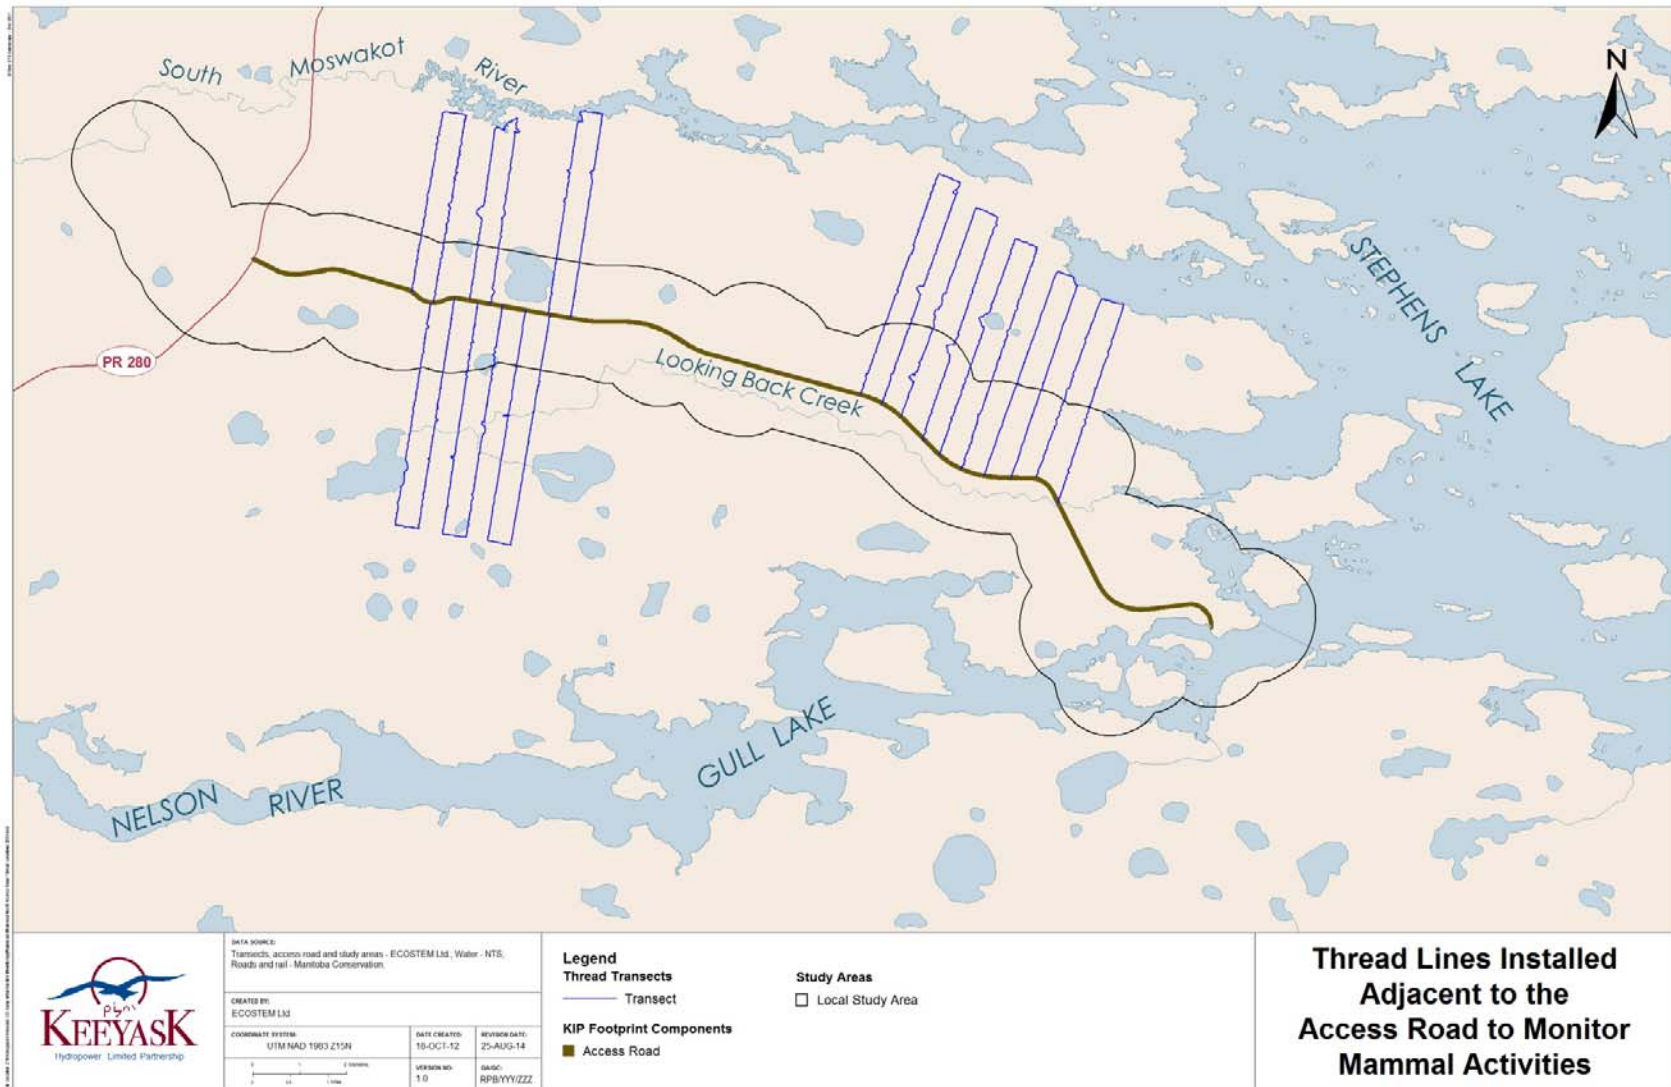 South Moswakot River
N
STEPHENS LAKE
PR 280
Looking Back Creek
GULL LAKE
NELSON RIVER
KEEYASK
Hydropower Limited Partnership
DATA SOURCE:
Transects, access road and study areas - ECOSTEM Ltd., Water - NTS,
Roads and rail - Manitoba Conservation.
CREATED BY:
ECOSTEM Ltd.
COORDINATE SYSTEM:
UTM NAD 1983 Z15N
DATE CREATED:
16-OCT-12
REVISION DATE:
25-AUG-14
VERSION NO:
1.0
QA/QC:
RPB/YYY/ZZZ
Legend
Thread Transects
Transect
KIP Footprint Components
Access Road
Study Areas
Local Study Area
Thread Lines Installed
Adjacent to the
Access Road to Monitor
Mammal Activities